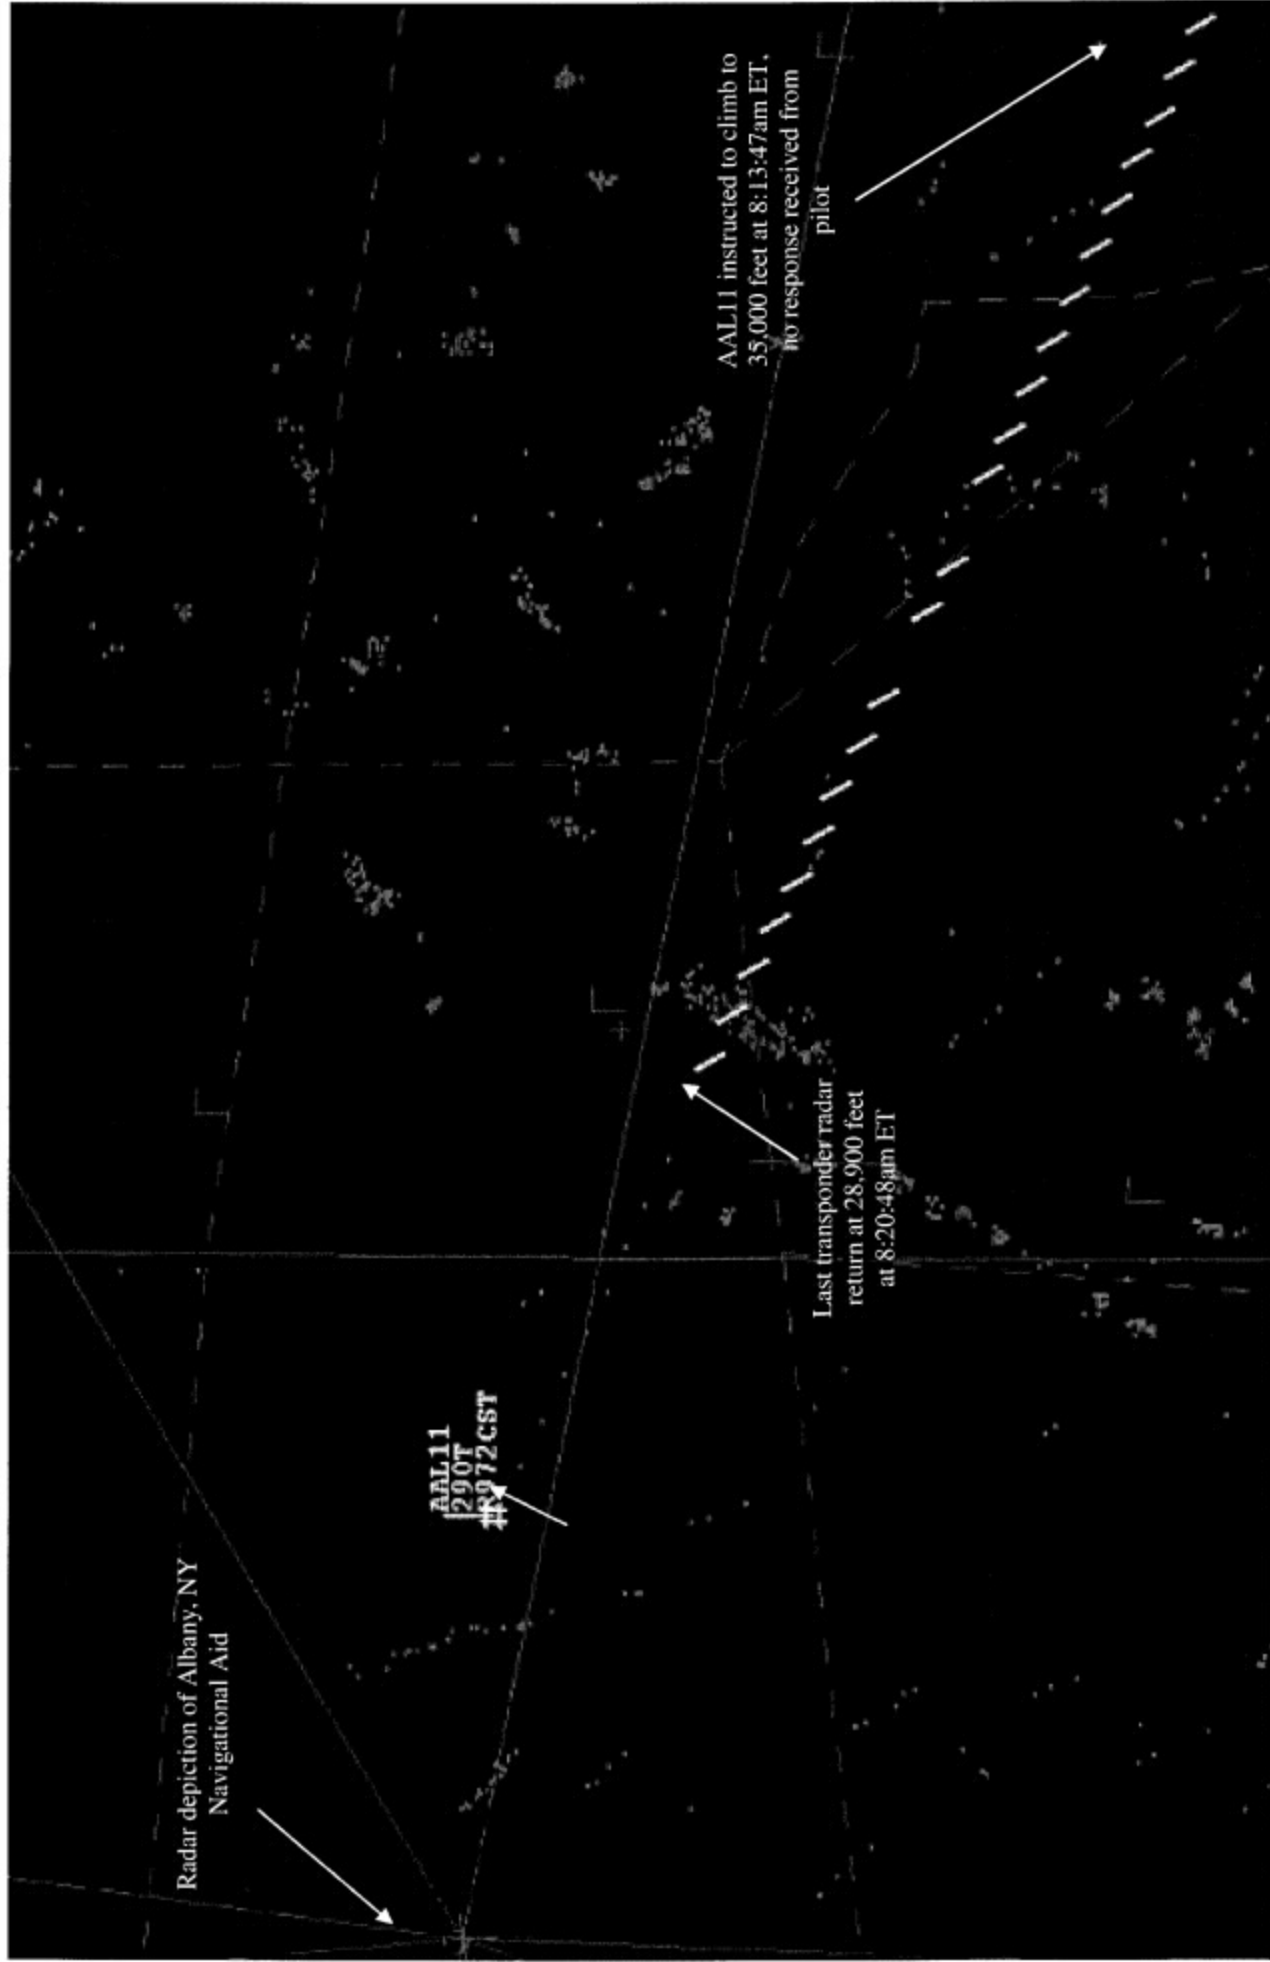 Radar depiction of Albany, NY
Navigational Aid
AAL11
290T
R972CST
Last transponder radar
return at 28,900 feet
at 8:20:48am ET
AAL11 instructed to climb to
35,000 feet at 8:13:47am ET,
no response received from
pilot